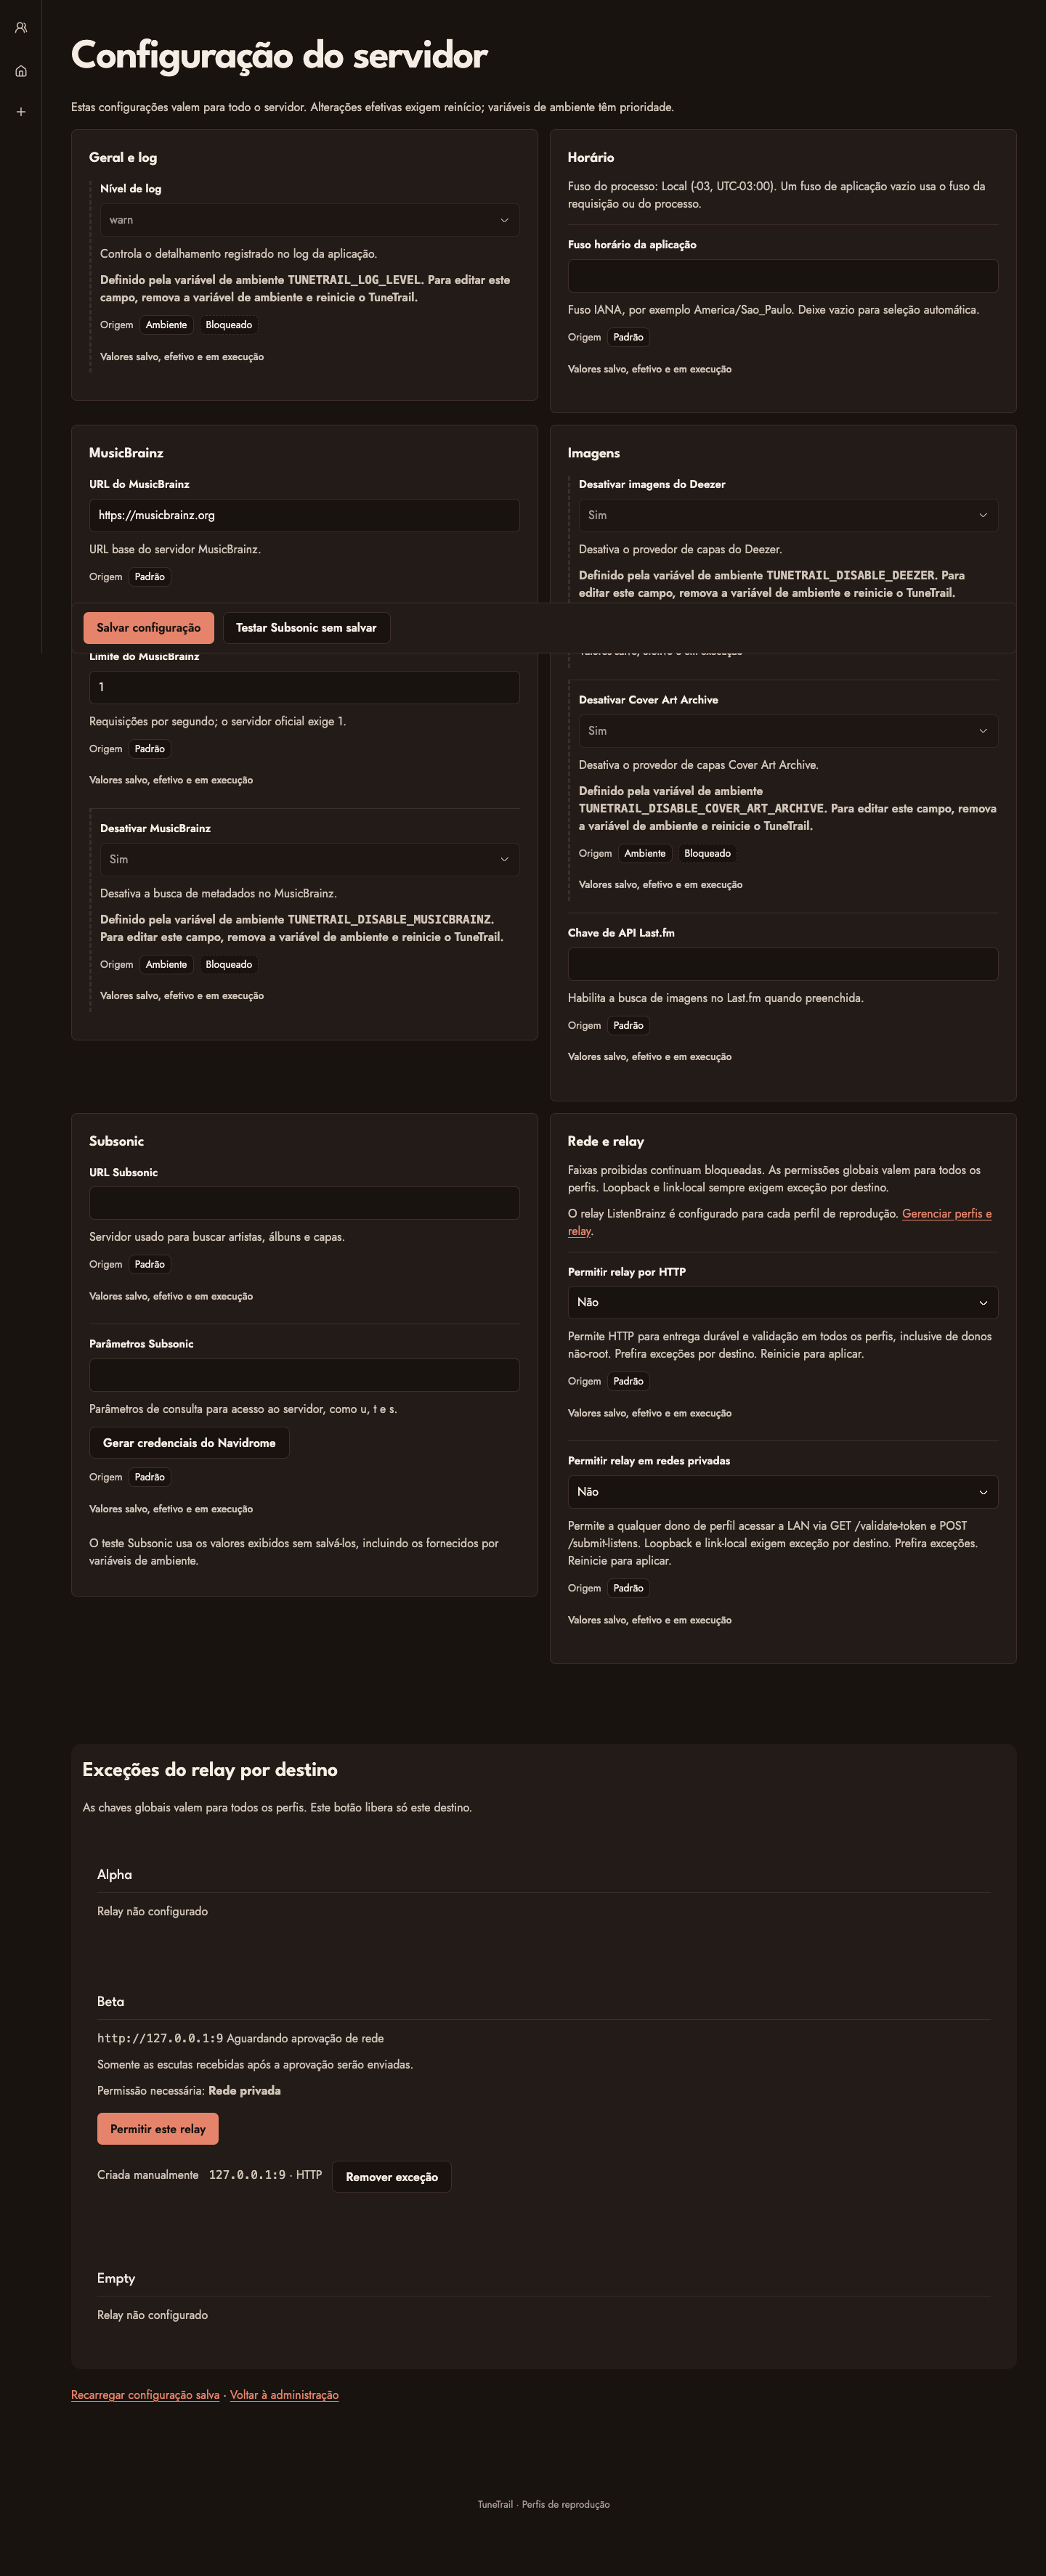 Configuração do servidor
Estas configurações valem para todo o servidor. Alterações efetivas exigem reinício; variáveis de ambiente têm prioridade.
Geral e log
Nível de log
warn
Controla o detalhamento registrado no log da aplicação.
Definido pela variável de ambiente TUNETRAIL_LOG_LEVEL. Para editar este
campo, remova a variável de ambiente e reinicie o TuneTrail.
Origem Ambiente Bloqueado
Valores salvo, efetivo e em execução
Horário
Fuso do processo: Local (-03, UTC-03:00). Um fuso de aplicação vazio usa o fuso da
requisição ou do processo.
Fuso horário da aplicação
Fuso IANA, por exemplo America/Sao_Paulo. Deixe vazio para seleção automática.
Origem Padrão
Valores salvo, efetivo e em execução
MusicBrainz
URL do MusicBrainz
https://musicbrainz.org
URL base do servidor MusicBrainz.
Origem Padrão
Imagens
Desativar imagens do Deezer
Sim
Desativa o provedor de capas do Deezer.
Definido pela variável de ambiente TUNETRAIL_DISABLE_DEEZER. Para
editar este campo, remova a variável de ambiente e reinicie o TuneTrail.
Salvar configuração Testar Subsonic sem salvar
Limite do MusicBrainz
1
Requisições por segundo; o servidor oficial exige 1.
Origem Padrão
Valores salvo, efetivo e em execução
Desativar MusicBrainz
Sim
Desativa a busca de metadados no MusicBrainz.
Definido pela variável de ambiente TUNETRAIL_DISABLE_MUSICBRAINZ.
Para editar este campo, remova a variável de ambiente e reinicie o TuneTrail.
Origem Ambiente Bloqueado
Valores salvo, efetivo e em execução
Desativar Cover Art Archive
Sim
Desativa o provedor de capas Cover Art Archive.
Definido pela variável de ambiente
TUNETRAIL_DISABLE_COVER_ART_ARCHIVE. Para editar este campo, remova
a variável de ambiente e reinicie o TuneTrail.
Origem Ambiente Bloqueado
Valores salvo, efetivo e em execução
Chave de API Last.fm
Habilita a busca de imagens no Last.fm quando preenchida.
Origem Padrão
Valores salvo, efetivo e em execução
Subsonic
URL Subsonic
Servidor usado para buscar artistas, álbuns e capas.
Origem Padrão
Valores salvo, efetivo e em execução
Parâmetros Subsonic
Parâmetros de consulta para acesso ao servidor, como u, t e s.
Gerar credenciais do Navidrome
Origem Padrão
Valores salvo, efetivo e em execução
O teste Subsonic usa os valores exibidos sem salvá-los, incluindo os fornecidos por
variáveis de ambiente.
Rede e relay
Faixas proibidas continuam bloqueadas. As permissões globais valem para todos os
perfis. Loopback e link-local sempre exigem exceção por destino.
O relay ListenBrainz é configurado para cada perfil de reprodução. Gerenciar perfis e
relay.
Permitir relay por HTTP
Não
Permite HTTP para entrega durável e validação em todos os perfis, inclusive de donos
não-root. Prefira exceções por destino. Reinicie para aplicar.
Origem Padrão
Valores salvo, efetivo e em execução
Permitir relay em redes privadas
Não
Permite a qualquer dono de perfil acessar a LAN via GET /validate-token e POST
/submit-listens. Loopback e link-local exigem exceção por destino. Prefira exceções.
Reinicie para aplicar.
Origem Padrão
Valores salvo, efetivo e em execução
Exceções do relay por destino
As chaves globais valem para todos os perfis. Este botão libera só este destino.
Alpha
Relay não configurado
Beta
http://127.0.0.1:9 Aguardando aprovação de rede
Somente as escutas recebidas após a aprovação serão enviadas.
Permissão necessária: Rede privada
Permitir este relay
Criada manualmente 127.0.0.1:9 · HTTP Remover exceção
Empty
Relay não configurado
Recarregar configuração salva · Voltar à administração
TuneTrail · Perfis de reprodução